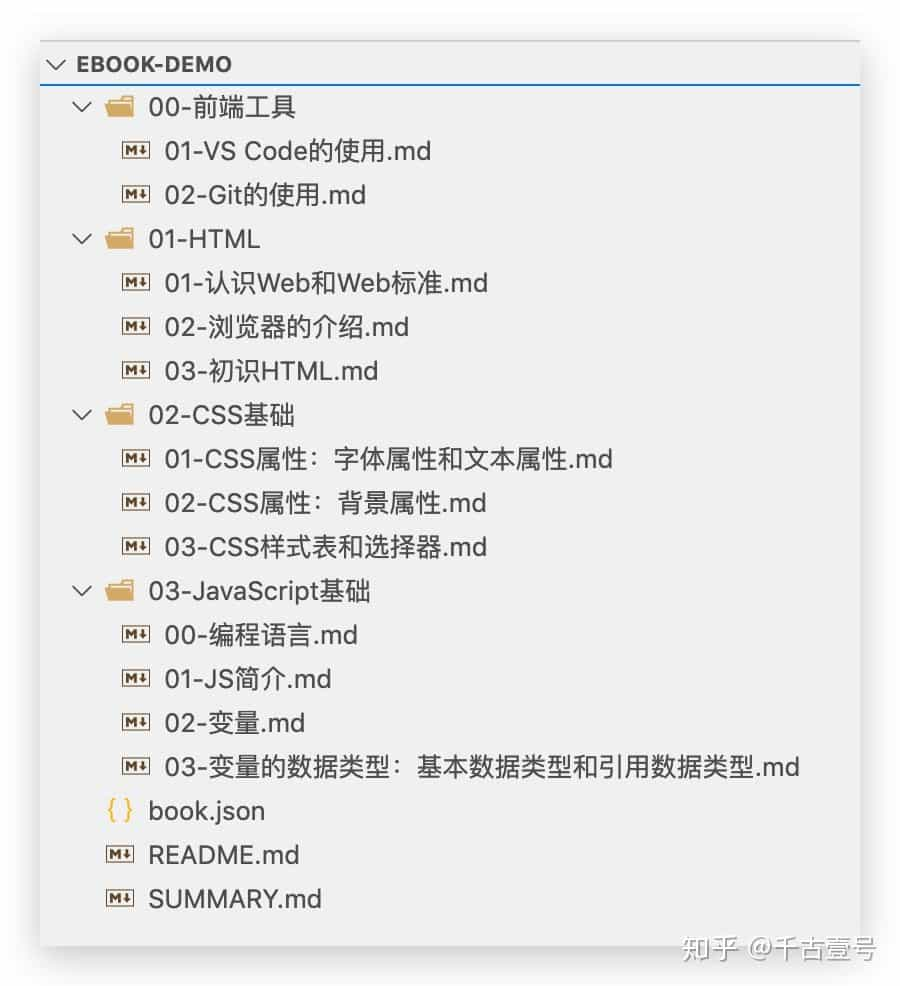 EBOOK-DEMO
00-前端工具
01-VS Code的使用.md
02-Git的使用.md
01-HTML
01-认识Web和Web标准.md
02-浏览器的介绍.md
03-初识HTML.md
02-CSS基础
01-CSS属性：字体属性和文本属性.md
02-CSS属性：背景属性.md
03-CSS样式表和选择器.md
03-JavaScript基础
00-编程语言.md
01-JS简介.md
02-变量.md
03-变量的数据类型：基本数据类型和引用数据类型.md
{ } book.json
README.md
SUMMARY.md
知乎 @千古壹号